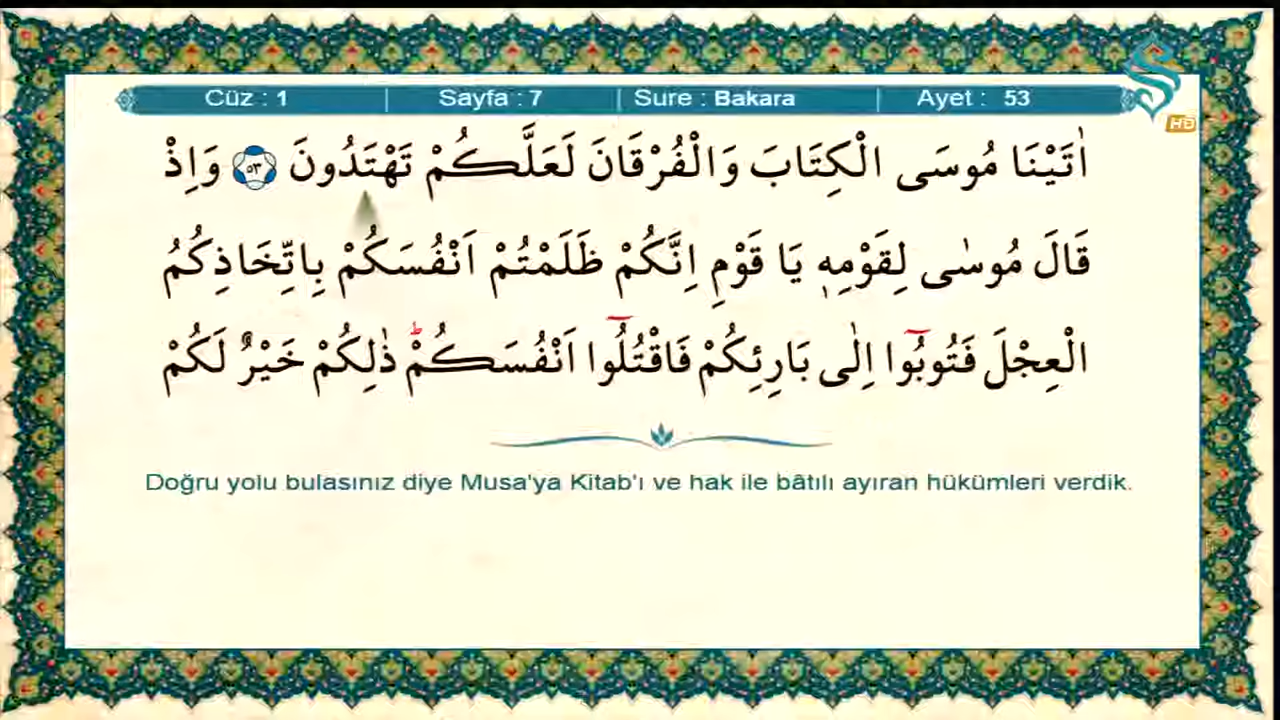 Cüz : 1 | Sayfa : 7 | Sure : Bakara | Ayet : 53
HD
اٰتَيْنَا مُوسَى الْكِتَابَ وَالْفُرْقَانَ لَعَلَّكُمْ تَهْتَدُونَ ﴿٥٣﴾ وَاِذْ
قَالَ مُوسٰى لِقَوْمِهٖ يَا قَوْمِ اِنَّكُمْ ظَلَمْتُمْ اَنْفُسَكُمْ بِاتِّخَاذِكُمُ
الْعِجْلَ فَتُوبُٓوا اِلٰى بَارِئِكُمْ فَاقْتُلُٓوا اَنْفُسَكُمْۜ ذٰلِكُمْ خَيْرٌ لَكُمْ
Doğru yolu bulasınız diye Musa'ya Kitab'ı ve hak ile bâtılı ayıran hükümleri verdik.